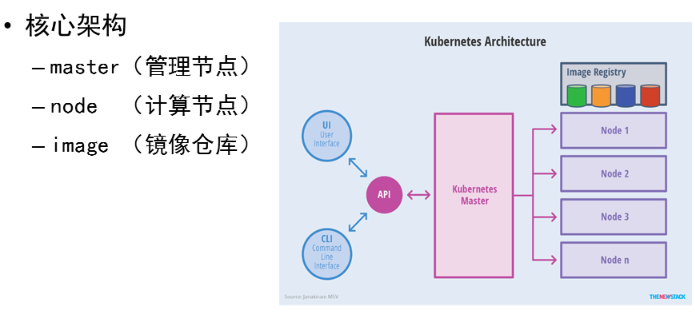 • 核心架构
– master（管理节点）
– node （计算节点）
– image （镜像仓库）
Kubernetes Architecture
Image Registry
UI
User
Interface
API
CLI
Command
Line
Interface
Kubernetes
Master
Node 1
Node 2
Node 3
Node n
Source: Janakiram MSV
THENEWSTACK